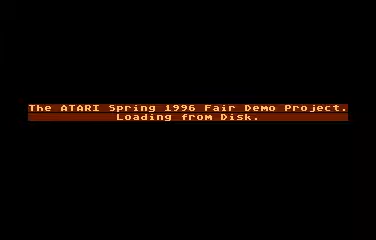 The ATARI Spring 1996 Fair Demo Project.
Loading from Disk.